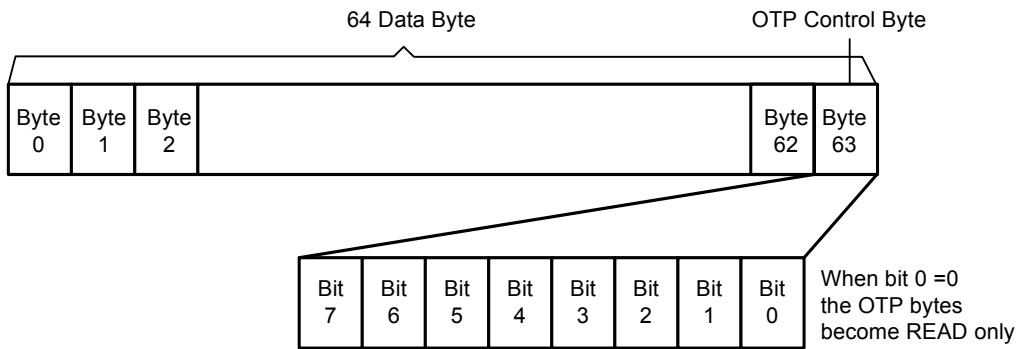 64 Data Byte
OTP Control Byte
Byte 0
Byte 1
Byte 2
Byte 62
Byte 63
Bit 7
Bit 6
Bit 5
Bit 4
Bit 3
Bit 2
Bit 1
Bit 0
When bit 0 =0
the OTP bytes
become READ only